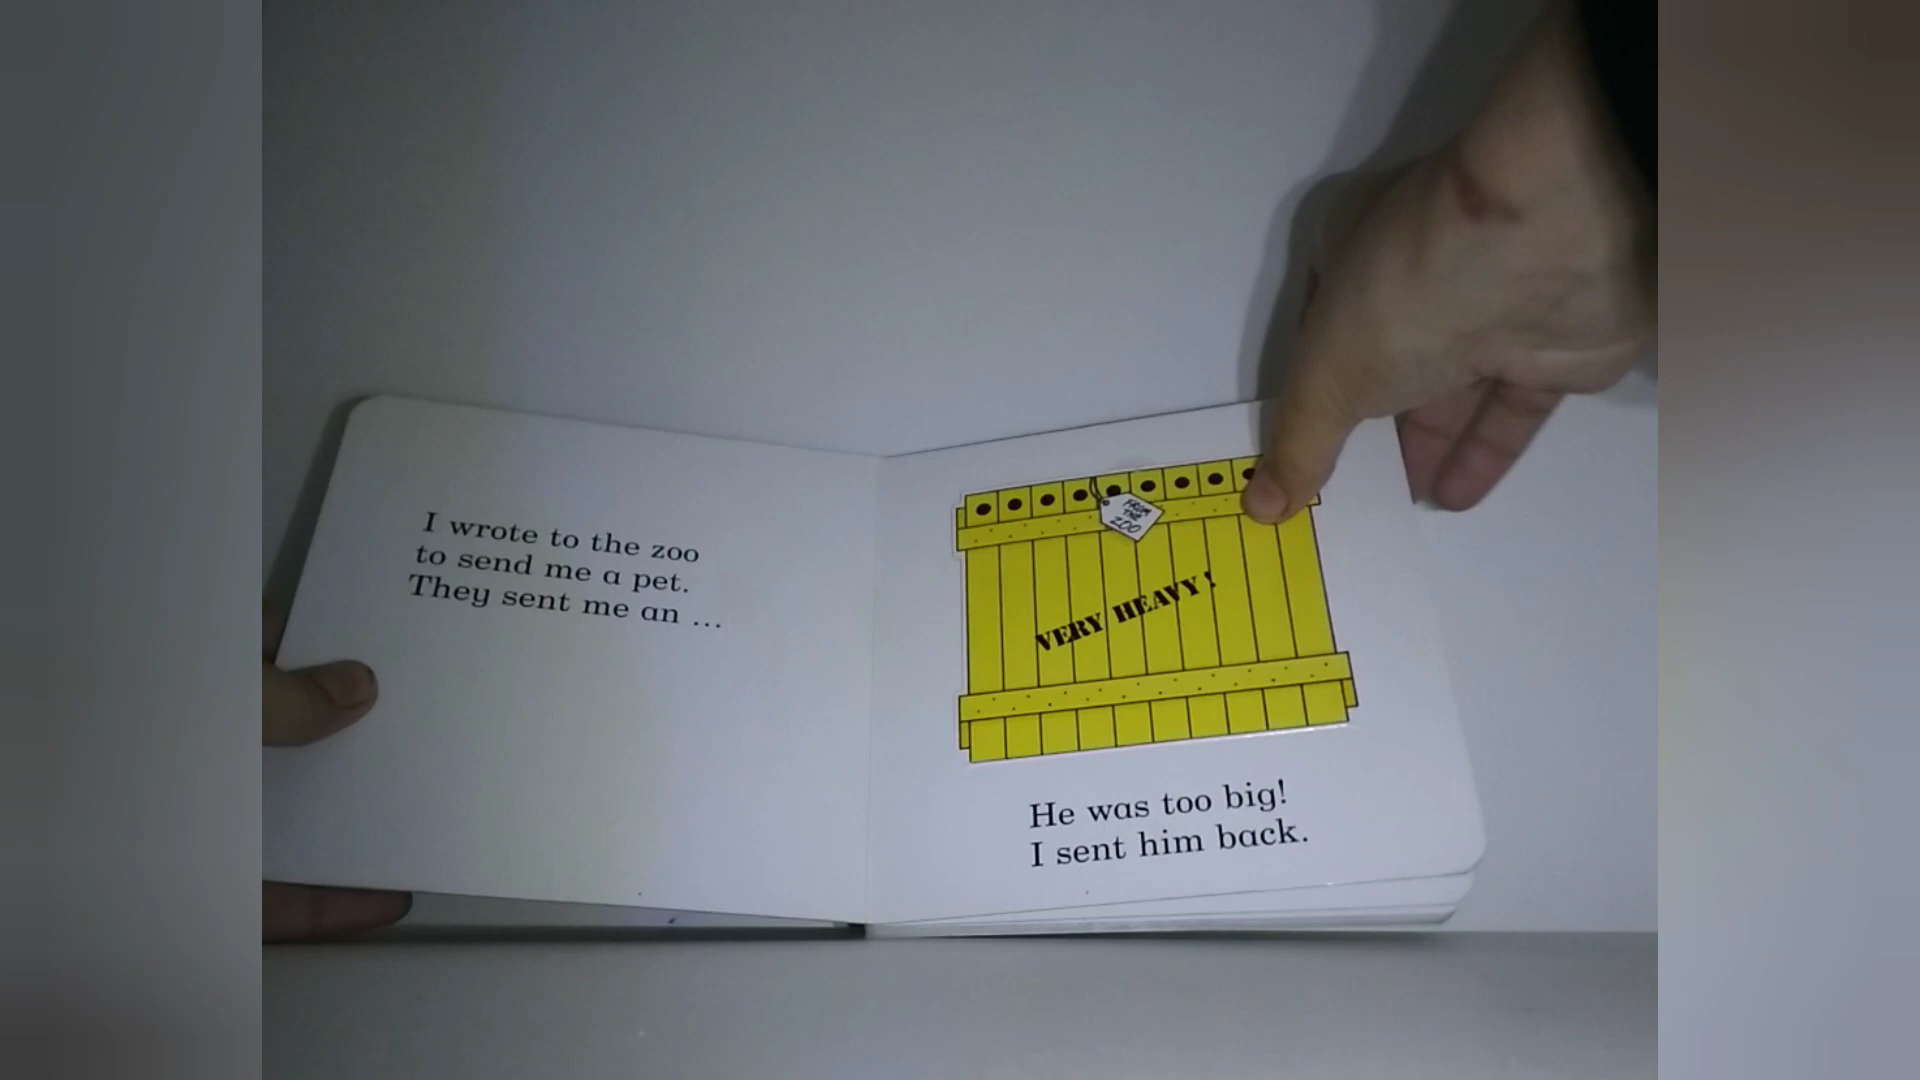 I wrote to the zoo
to send me a pet.
They sent me an ...
FROM
THE
ZOO
VERY HEAVY!
He was too big!
I sent him back.